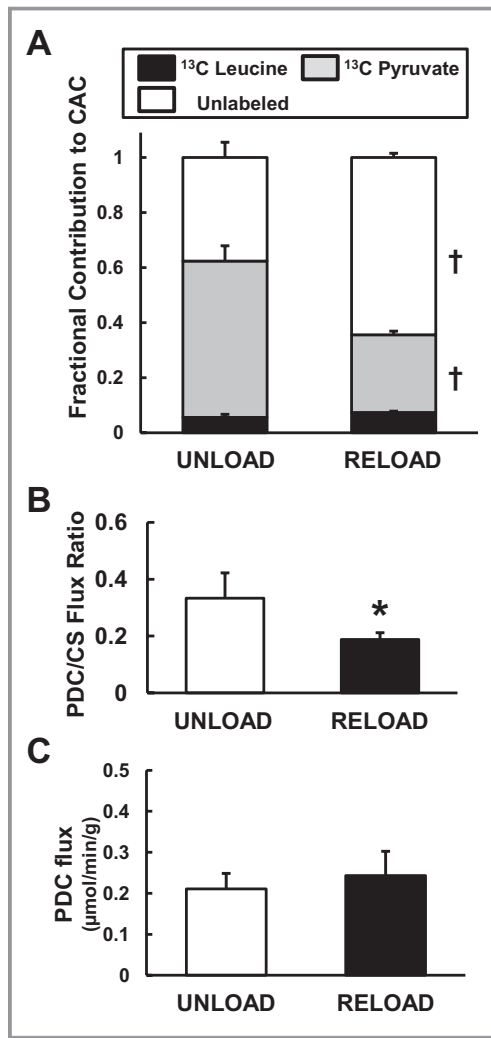 A
¹³C Leucine ¹³C Pyruvate
Unlabeled
Fractional Contribution to CAC
1
0.8
0.6
0.4
0.2
0
†
†
UNLOAD RELOAD
B
PDC/CS Flux Ratio
0.6
0.4
0.2
0
*
UNLOAD RELOAD
C
PDC flux
(μmol/min/g)
0.5
0.4
0.3
0.2
0.1
0
UNLOAD RELOAD